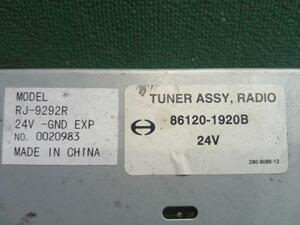 MODEL
RJ-9292R
24V -GND EXP
NO. 0020983
MADE IN CHINA
TUNER ASSY, RADIO
86120-1920B
24V
290-8086-12